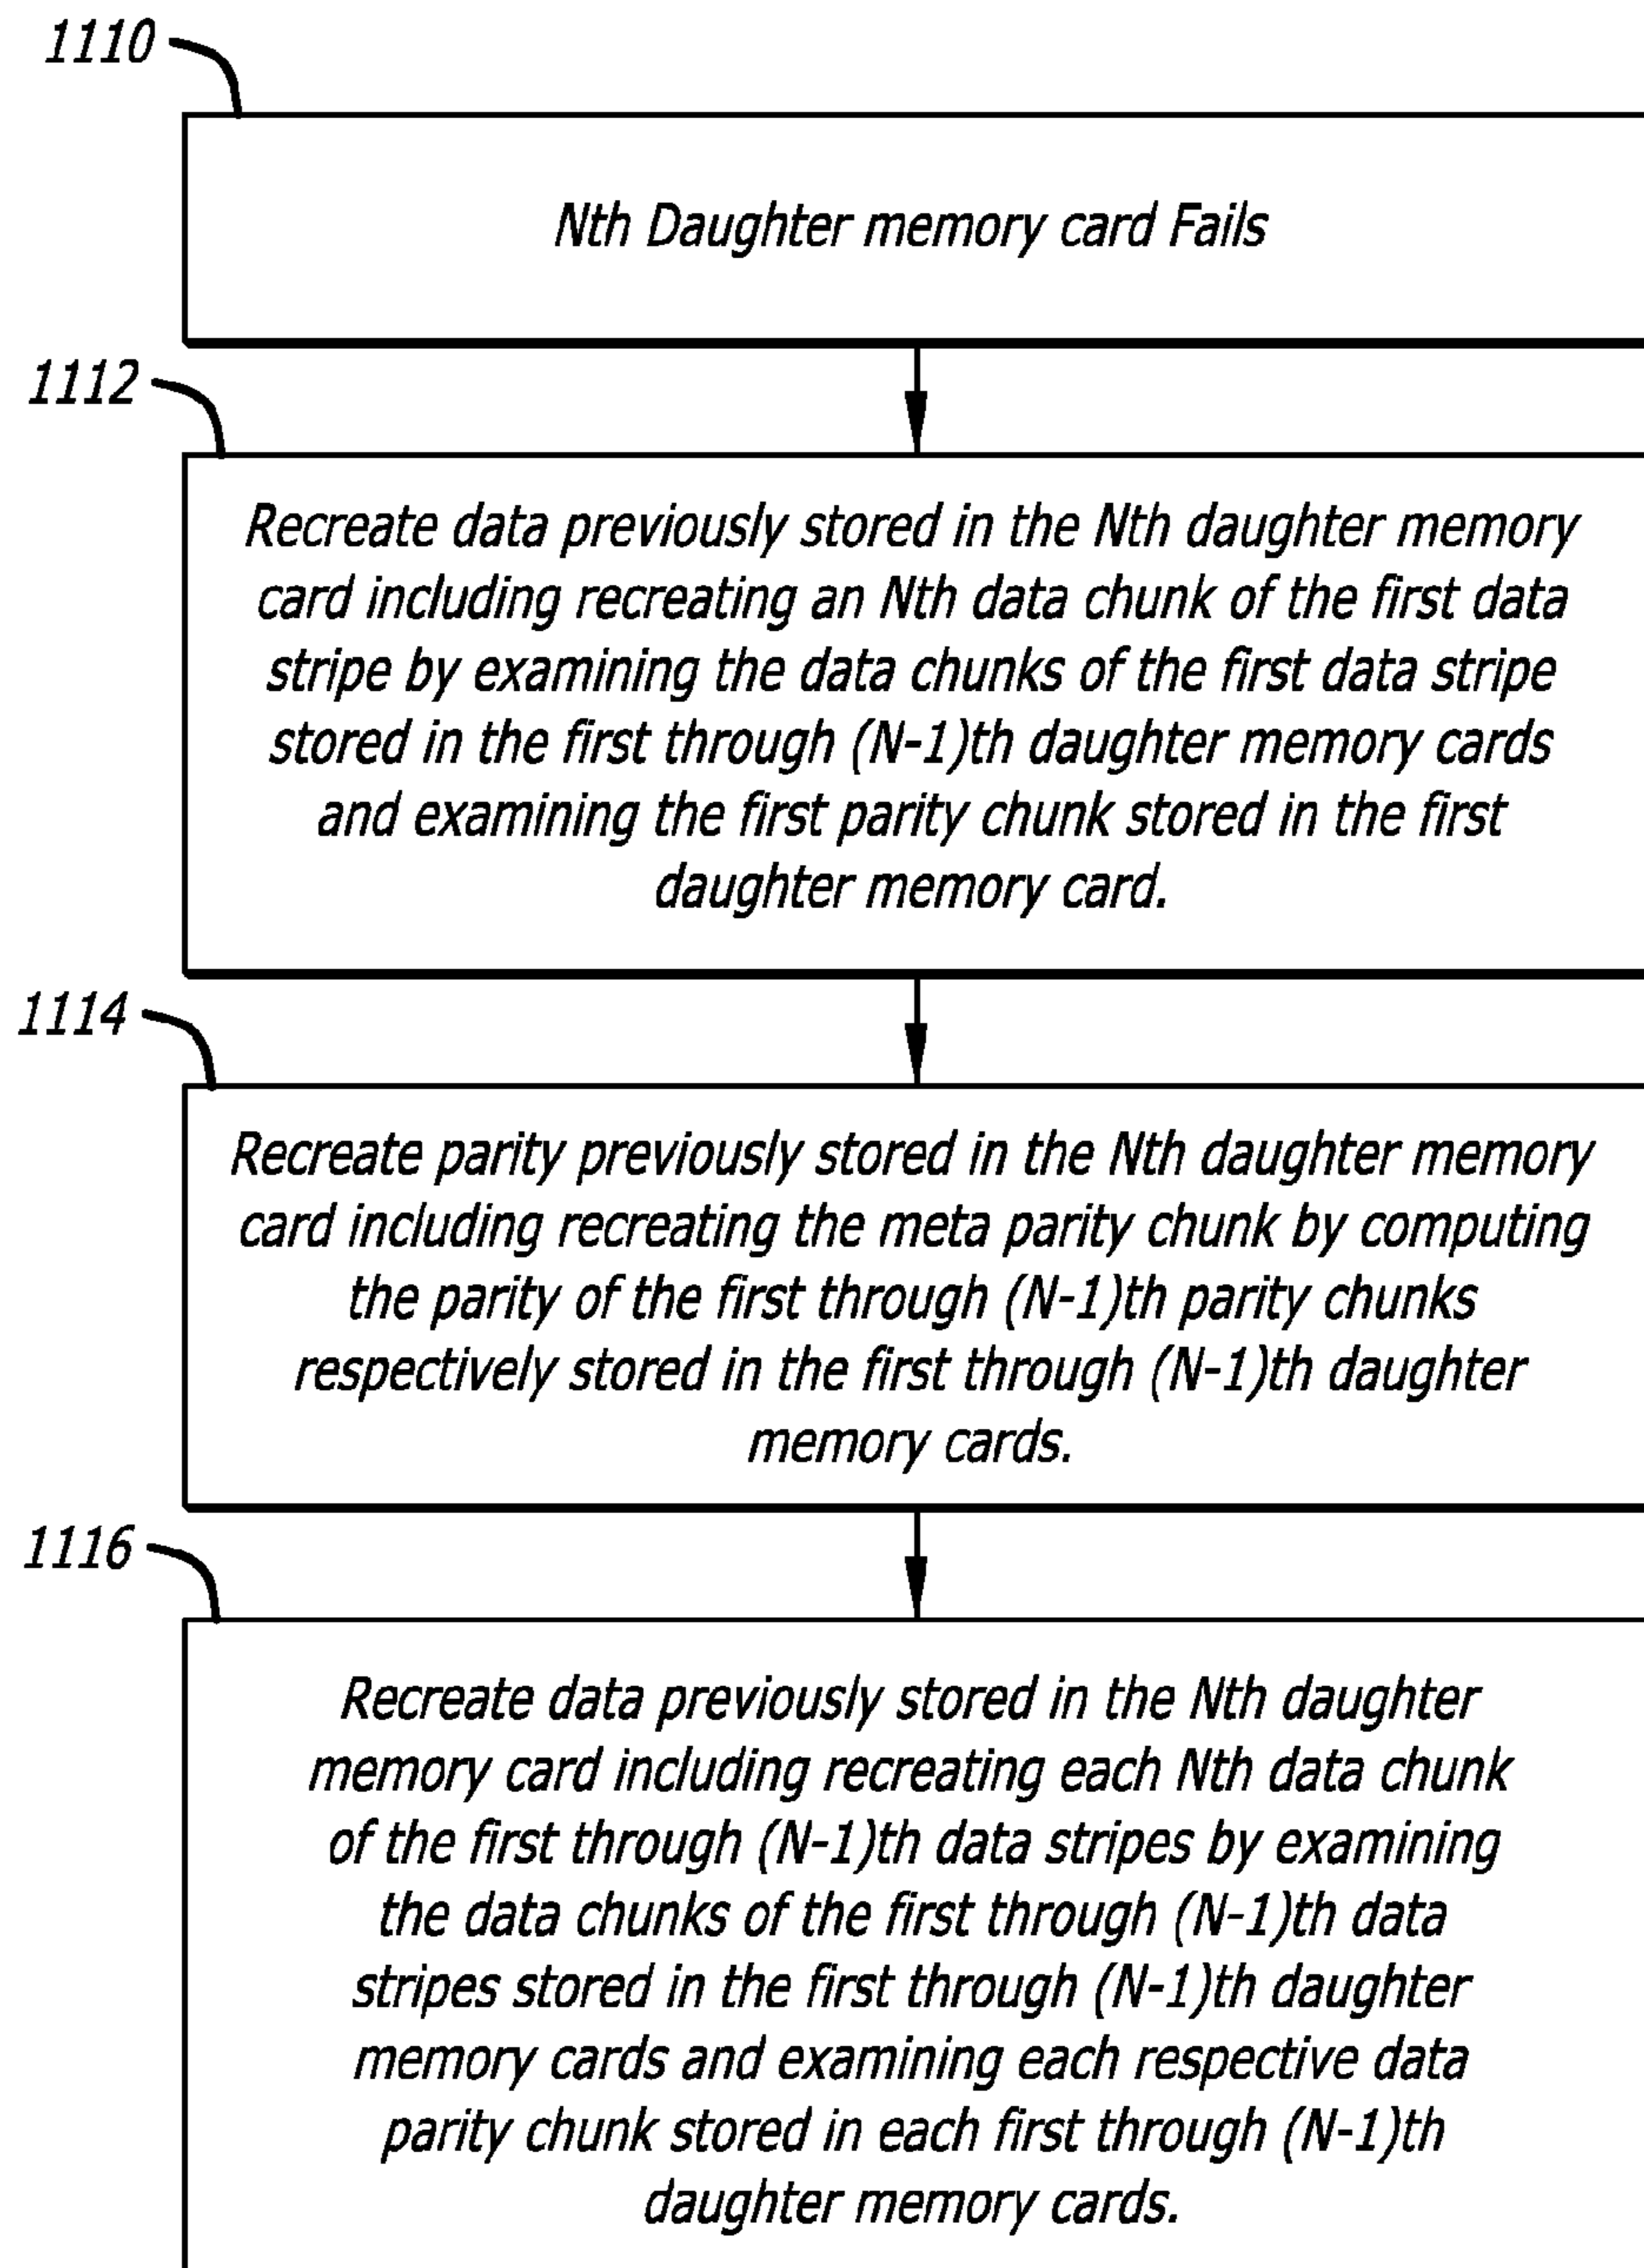 1110
Nth Daughter memory card Fails
1112
Recreate data previously stored in the Nth daughter memory
card including recreating an Nth data chunk of the first data
stripe by examining the data chunks of the first data stripe
stored in the first through (N-1)th daughter memory cards
and examining the first parity chunk stored in the first
daughter memory card.
1114
Recreate parity previously stored in the Nth daughter memory
card including recreating the meta parity chunk by computing
the parity of the first through (N-1)th parity chunks
respectively stored in the first through (N-1)th daughter
memory cards.
1116
Recreate data previously stored in the Nth daughter
memory card including recreating each Nth data chunk
of the first through (N-1)th data stripes by examining
the data chunks of the first through (N-1)th data
stripes stored in the first through (N-1)th daughter
memory cards and examining each respective data
parity chunk stored in each first through (N-1)th
daughter memory cards.